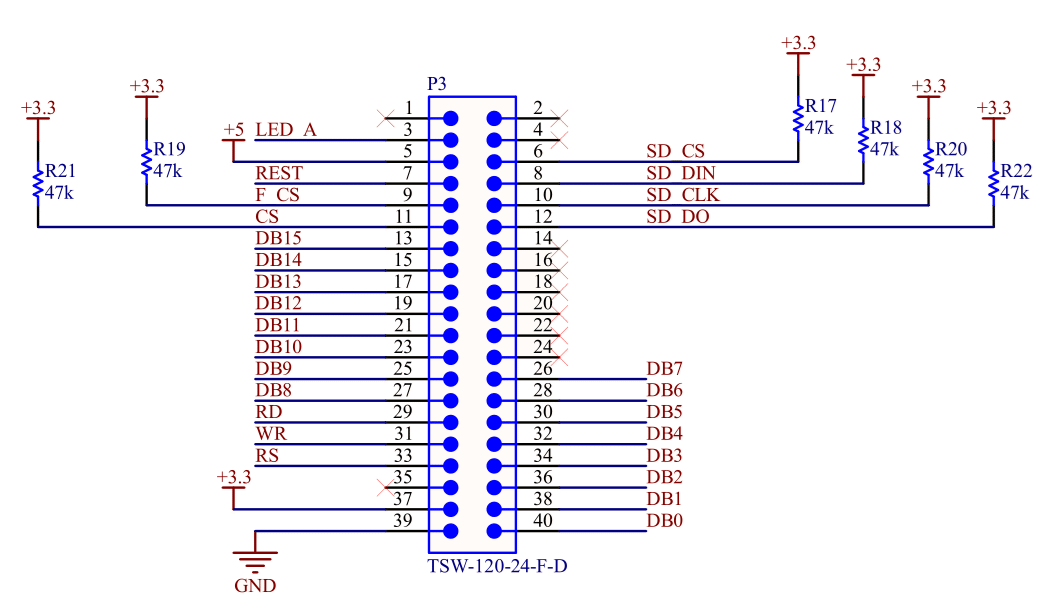 P3
+3.3
R17
47k
+3.3
R18
47k
+3.3
R20
47k
+3.3
R22
47k
+3.3
R19
47k
+3.3
R21
47k
1 2
LED_A 3 4
+5 5 6 SD_CS
REST 7 8 SD_DIN
F_CS 9 10 SD_CLK
CS 11 12 SD_DO
DB15 13 14
DB14 15 16
DB13 17 18
DB12 19 20
DB11 21 22
DB10 23 24
DB9 25 26 DB7
DB8 27 28 DB6
RD 29 30 DB5
WR 31 32 DB4
RS 33 34 DB3
35 36 DB2
+3.3 37 38 DB1
39 40 DB0
TSW-120-24-F-D
GND